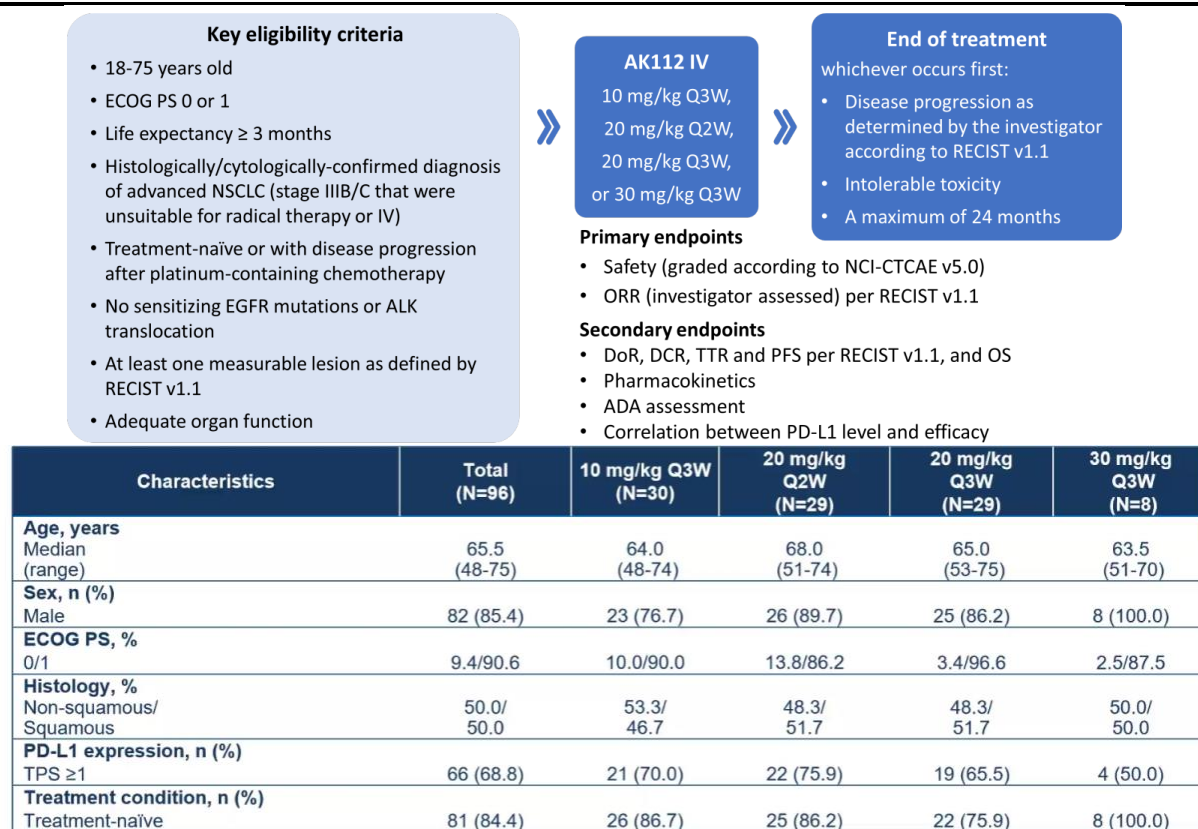 Key eligibility criteria
• 18-75 years old
• ECOG PS 0 or 1
• Life expectancy ≥ 3 months
• Histologically/cytologically-confirmed diagnosis
of advanced NSCLC (stage IIIB/C that were
unsuitable for radical therapy or IV)
• Treatment-naïve or with disease progression
after platinum-containing chemotherapy
• No sensitizing EGFR mutations or ALK
translocation
• At least one measurable lesion as defined by
RECIST v1.1
• Adequate organ function
AK112 IV
10 mg/kg Q3W,
20 mg/kg Q2W,
20 mg/kg Q3W,
or 30 mg/kg Q3W
End of treatment
whichever occurs first:
• Disease progression as
determined by the investigator
according to RECIST v1.1
• Intolerable toxicity
• A maximum of 24 months
Primary endpoints
• Safety (graded according to NCI-CTCAE v5.0)
• ORR (investigator assessed) per RECIST v1.1
Secondary endpoints
• DoR, DCR, TTR and PFS per RECIST v1.1, and OS
• Pharmacokinetics
• ADA assessment
• Correlation between PD-L1 level and efficacy
Characteristics Total (N=96) 10 mg/kg Q3W (N=30) 20 mg/kg Q2W (N=29) 20 mg/kg Q3W (N=29) 30 mg/kg Q3W (N=8)
Age, years
Median 65.5 64.0 68.0 65.0 63.5
(range) (48-75) (48-74) (51-74) (53-75) (51-70)
Sex, n (%)
Male 82 (85.4) 23 (76.7) 26 (89.7) 25 (86.2) 8 (100.0)
ECOG PS, %
0/1 9.4/90.6 10.0/90.0 13.8/86.2 3.4/96.6 2.5/87.5
Histology, %
Non-squamous/ 50.0/ 53.3/ 48.3/ 48.3/ 50.0/
Squamous 50.0 46.7 51.7 51.7 50.0
PD-L1 expression, n (%)
TPS ≥1 66 (68.8) 21 (70.0) 22 (75.9) 19 (65.5) 4 (50.0)
Treatment condition, n (%)
Treatment-naïve 81 (84.4) 26 (86.7) 25 (86.2) 22 (75.9) 8 (100.0)